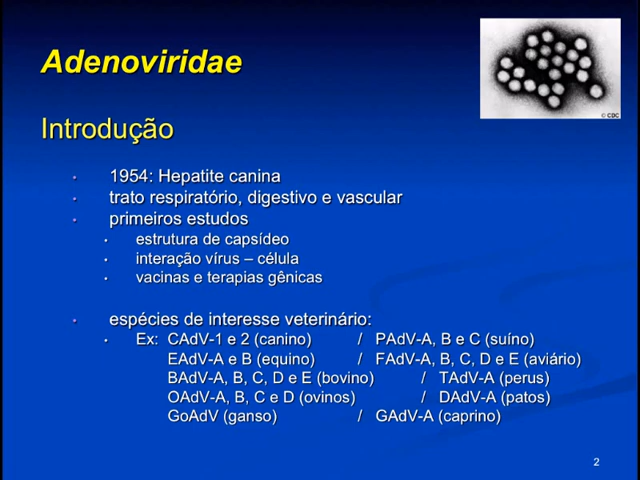 Adenoviridae
© CDC
Introdução
• 1954: Hepatite canina
• trato respiratório, digestivo e vascular
• primeiros estudos
• estrutura de capsídeo
• interação vírus – célula
• vacinas e terapias gênicas
• espécies de interesse veterinário:
• Ex: CAdV-1 e 2 (canino) / PAdV-A, B e C (suíno)
EAdV-A e B (equino) / FAdV-A, B, C, D e E (aviário)
BAdV-A, B, C, D e E (bovino) / TAdV-A (perus)
OAdV-A, B, C e D (ovinos) / DAdV-A (patos)
GoAdV (ganso) / GAdV-A (caprino)
2